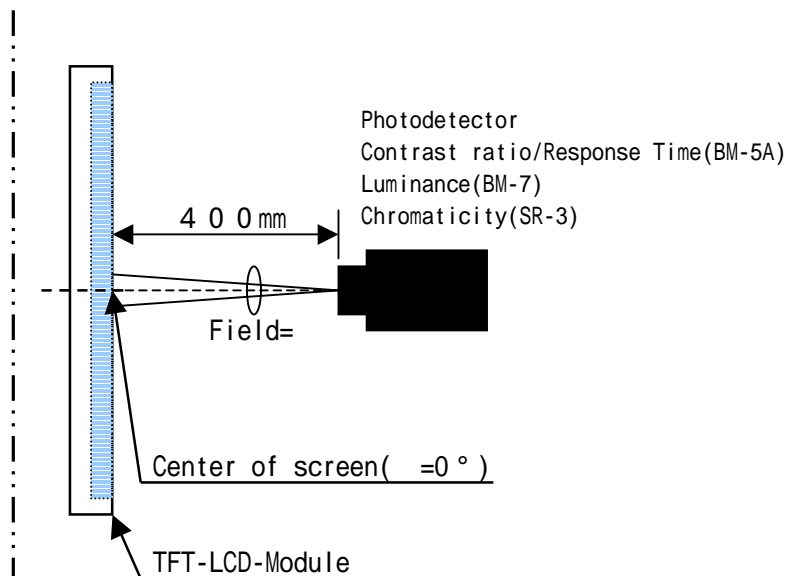 Photodetector
Contrast ratio/Response Time(BM-5A)
Luminance(BM-7)
Chromaticity(SR-3)
４００mm
Field=
Center of screen( =0°)
TFT-LCD-Module